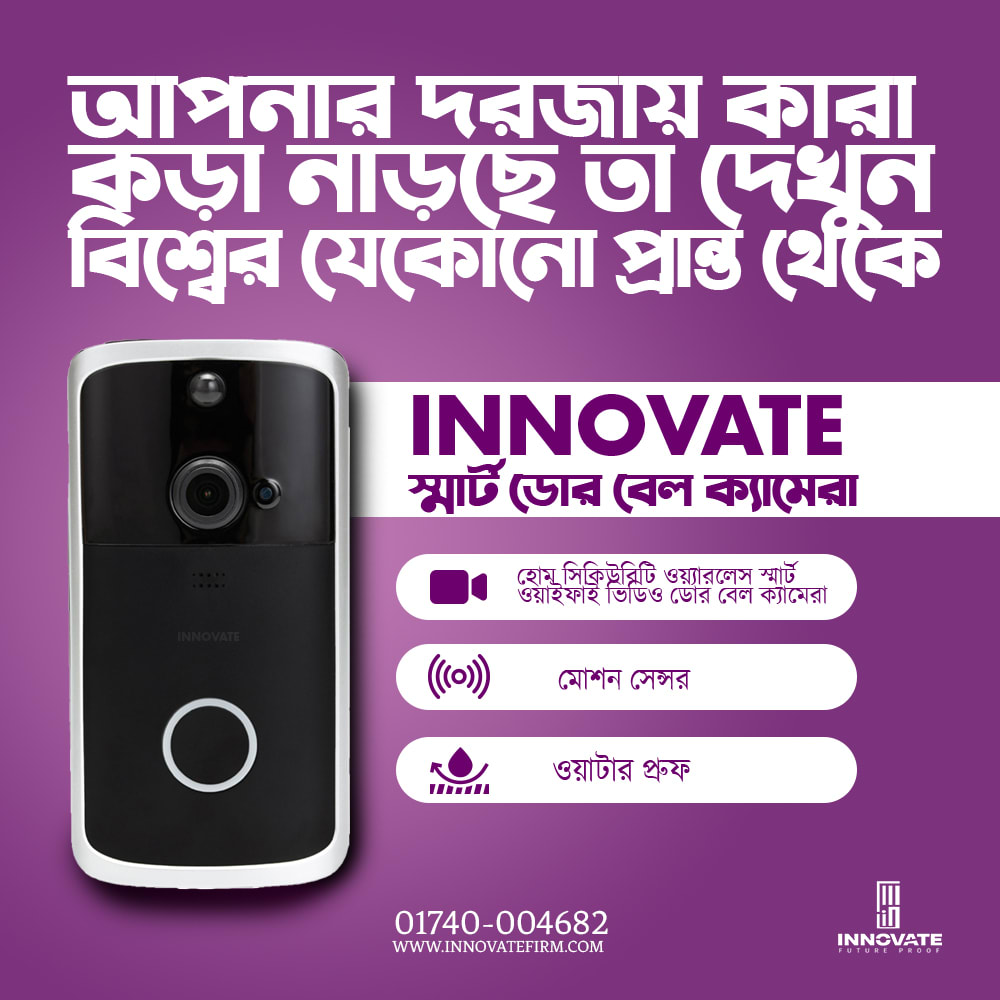 আপনার দরজায় কারা
কড়া নাড়ছে তা দেখুন
বিশ্বের যেকোনো প্রান্ত থেকে
INNOVATE
স্মার্ট ডোর বেল ক্যামেরা
হোম সিকিউরিটি ওয়্যারলেস স্মার্ট
ওয়াইফাই ভিডিও ডোর বেল ক্যামেরা
INNOVATE
মোশন সেন্সর
ওয়াটার প্রুফ
01740-004682
WWW.INNOVATEFIRM.COM
INNOVATE
FUTURE PROOF